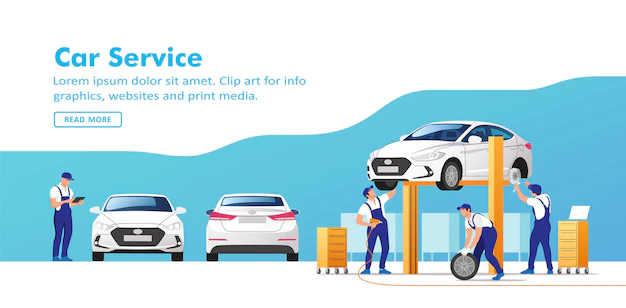 Car Service
Lorem ipsum dolor sit amet. Clip art for info
graphics, websites and print media.
READ MORE